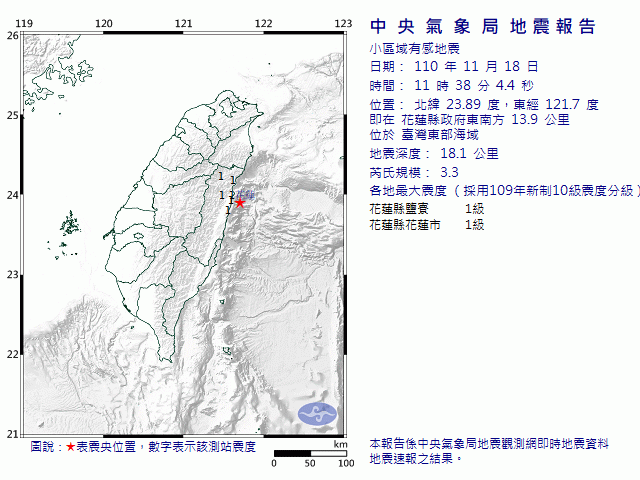 119 120 121 122 123
26
25
24
23
22
21
1 1
1
1
1
中央氣象局地震報告
小區域有感地震
日期： 110 年 11 月 18 日
時間： 11 時 38 分 4.4 秒
位置： 北緯 23.89 度，東經 121.7 度
即在 花蓮縣政府東南方 13.9 公里
位於 臺灣東部海域
地震深度： 18.1 公里
芮氏規模： 3.3
各地最大震度（採用109年新制10級震度分級）
花蓮縣鹽寮 1級
花蓮縣花蓮市 1級
圖說：★表震央位置，數字表示該測站震度
km
0 50 100
本報告係中央氣象局地震觀測網即時地震資料
地震速報之結果。